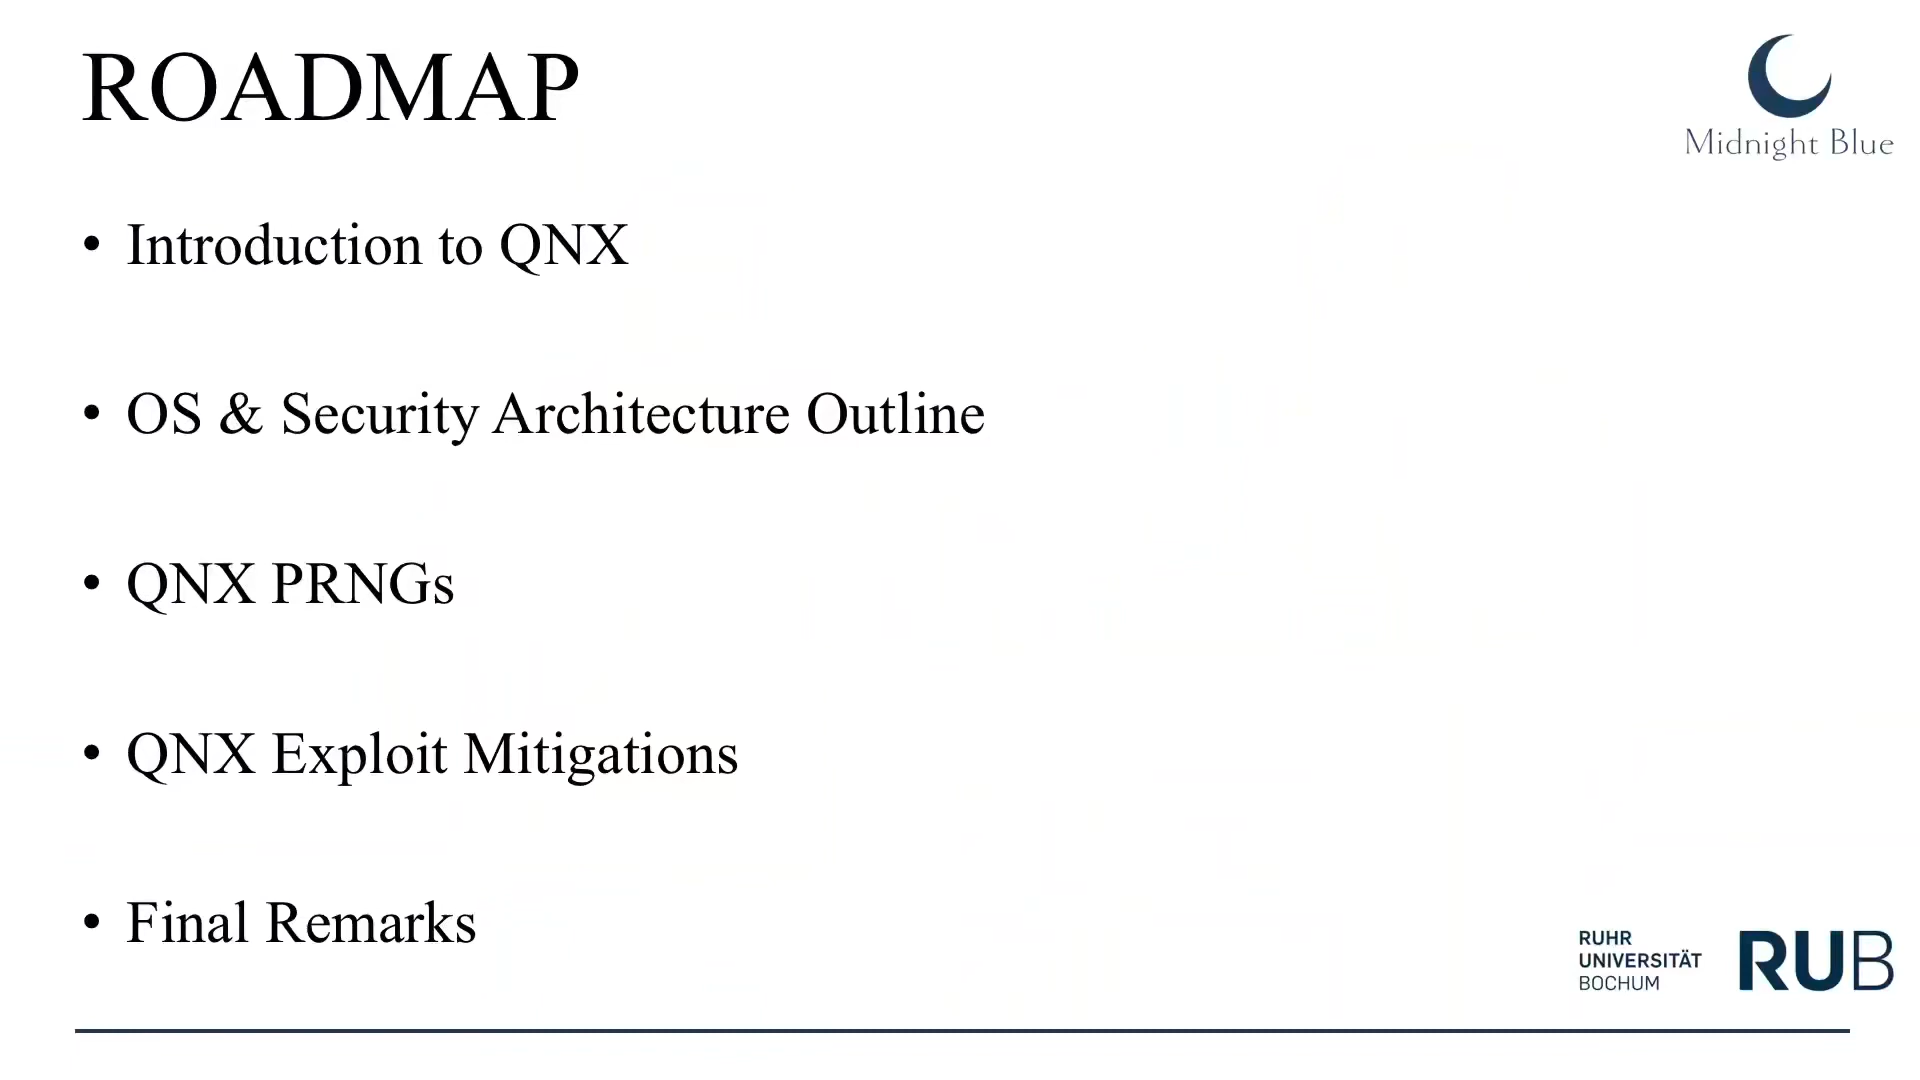 ROADMAP
Midnight Blue
• Introduction to QNX
• OS & Security Architecture Outline
• QNX PRNGs
• QNX Exploit Mitigations
• Final Remarks
RUHR
UNIVERSITÄT
BOCHUM
RUB